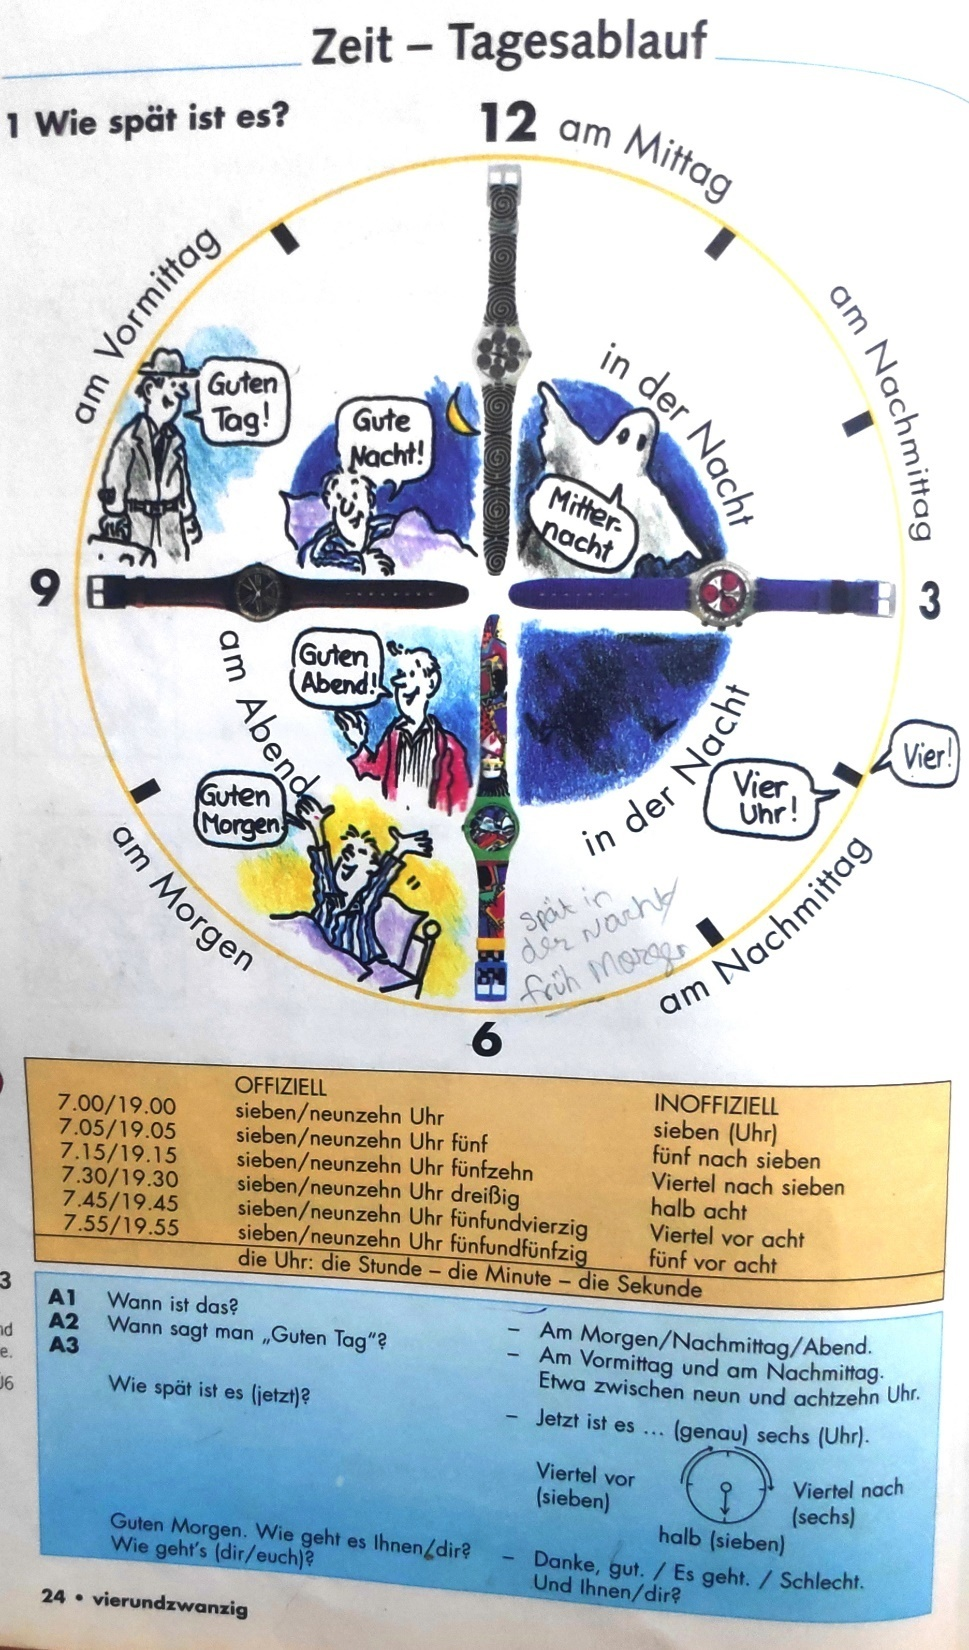 Zeit – Tagesablauf
1 Wie spät ist es?
12
am Mittag
am Vormittag
am Nachmittag
Guten
Tag!
Gute
Nacht!
in der Nacht
Mitter-
nacht
9
3
am Abend
Guten
Abend!
in der Nacht
Vier
Uhr!
Vier!
Guten
Morgen
am Morgen
am Nachmittag
spät in
der Nacht/
früh Morgen
6
OFFIZIELL INOFFIZIELL
7.00/19.00 sieben/neunzehn Uhr sieben (Uhr)
7.05/19.05 sieben/neunzehn Uhr fünf fünf nach sieben
7.15/19.15 sieben/neunzehn Uhr fünfzehn Viertel nach sieben
7.30/19.30 sieben/neunzehn Uhr dreißig halb acht
7.45/19.45 sieben/neunzehn Uhr fünfundvierzig Viertel vor acht
7.55/19.55 sieben/neunzehn Uhr fünfundfünfzig fünf vor acht
die Uhr: die Stunde – die Minute – die Sekunde
3
nd
e.
Ü6
A1 Wann ist das? – Am Morgen/Nachmittag/Abend.
A2 Wann sagt man „Guten Tag“? – Am Vormittag und am Nachmittag.
A3
Etwa zwischen neun und achtzehn Uhr.
Wie spät ist es (jetzt)? – Jetzt ist es ... (genau) sechs (Uhr).
Viertel vor
(sieben)
Viertel nach
(sechs)
halb (sieben)
Guten Morgen. Wie geht es Ihnen/dir? – Danke, gut. / Es geht. / Schlecht.
Wie geht's (dir/euch)? Und Ihnen/dir?
24 • vierundzwanzig